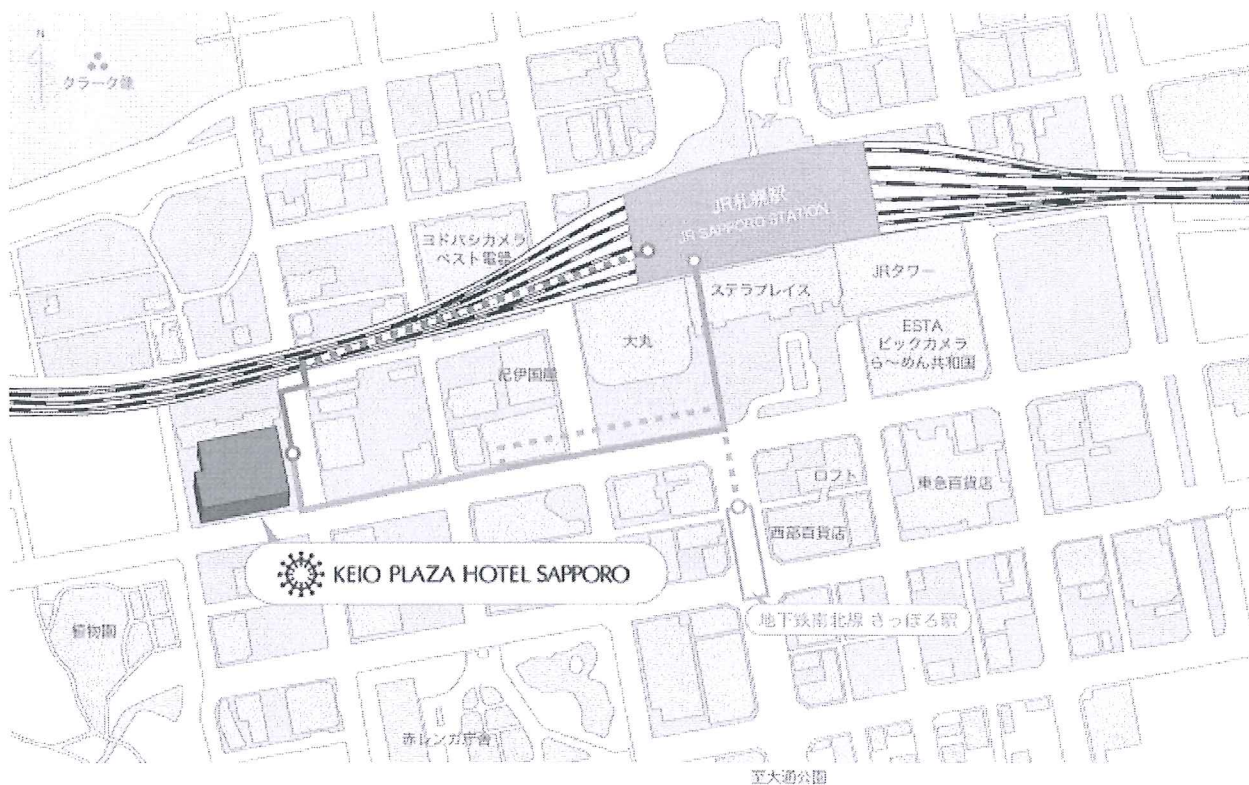 N
クラーク像
JR札幌駅
JR SAPPORO STATION
ヨドバシカメラ
ベスト電器
ステラプレイス
JRタワー
大丸
ESTA
ビックカメラ
ら〜めん共和国
紀伊国屋
ロフト
東急百貨店
西部百貨店
KEIO PLAZA HOTEL SAPPORO
地下鉄南北線 さっぽろ駅
植物園
赤レンガ庁舎
至大通公園